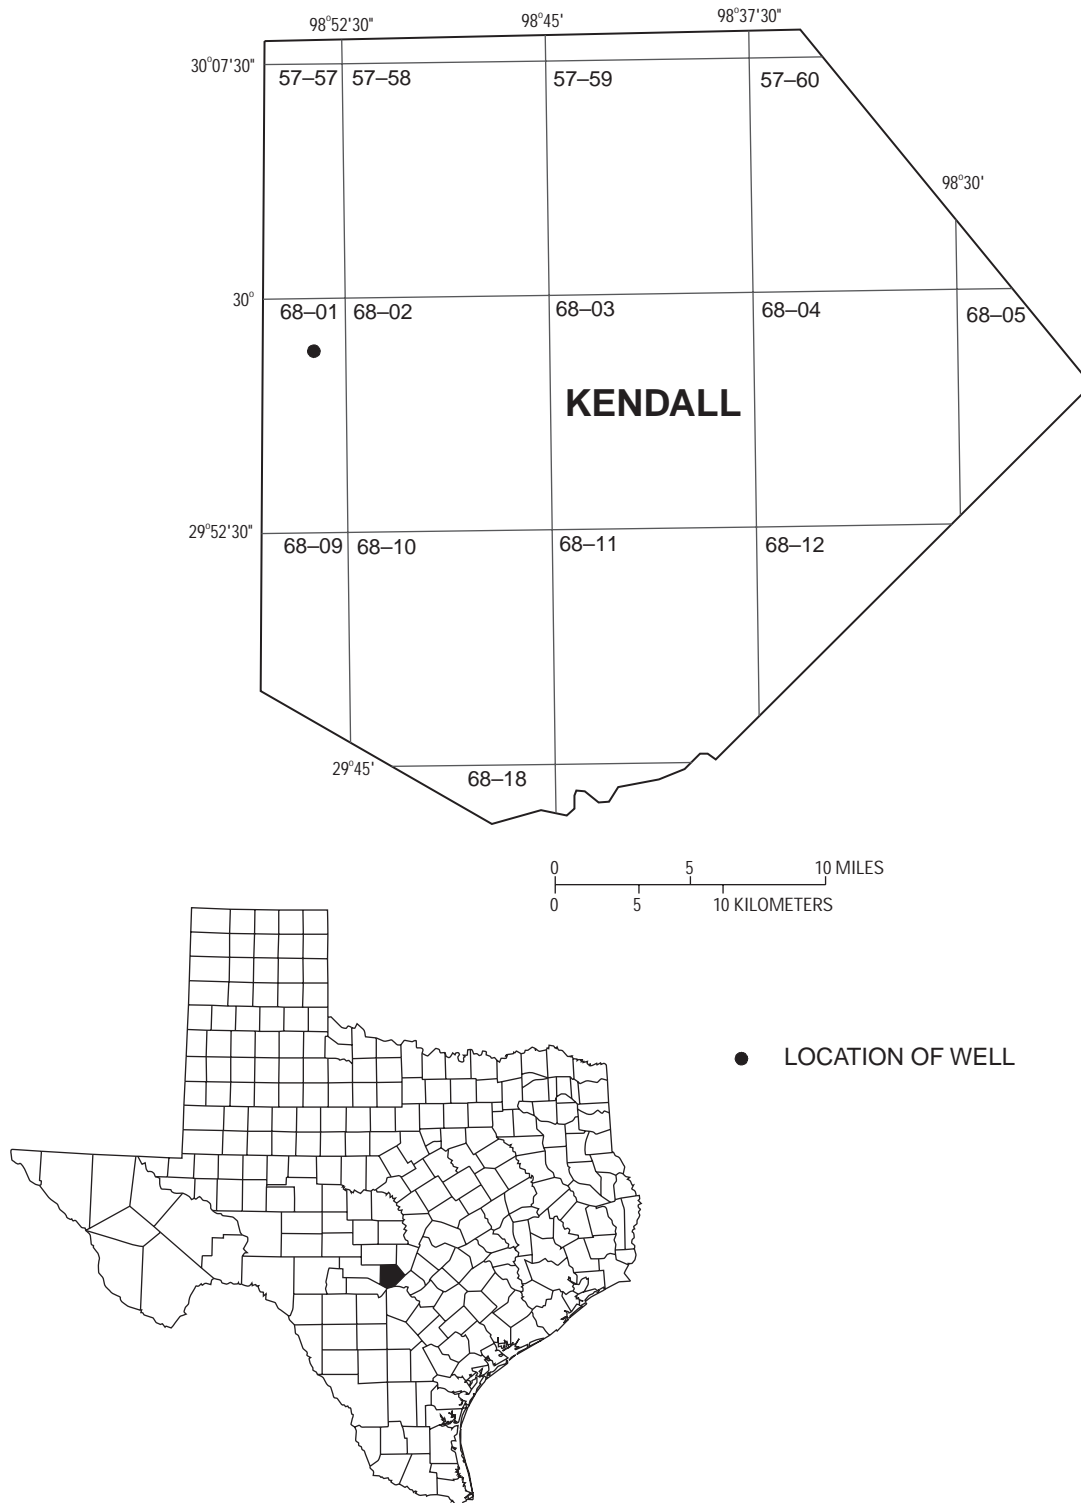 98°52'30" 98°45' 98°37'30"
30°07'30"
57–57 57–58 57–59 57–60
98°30'
30°
68–01 68–02 68–03 68–04 68–05
KENDALL
29°52'30"
68–09 68–10 68–11 68–12
29°45'
68–18
0 5 10 MILES
0 5 10 KILOMETERS
LOCATION OF WELL